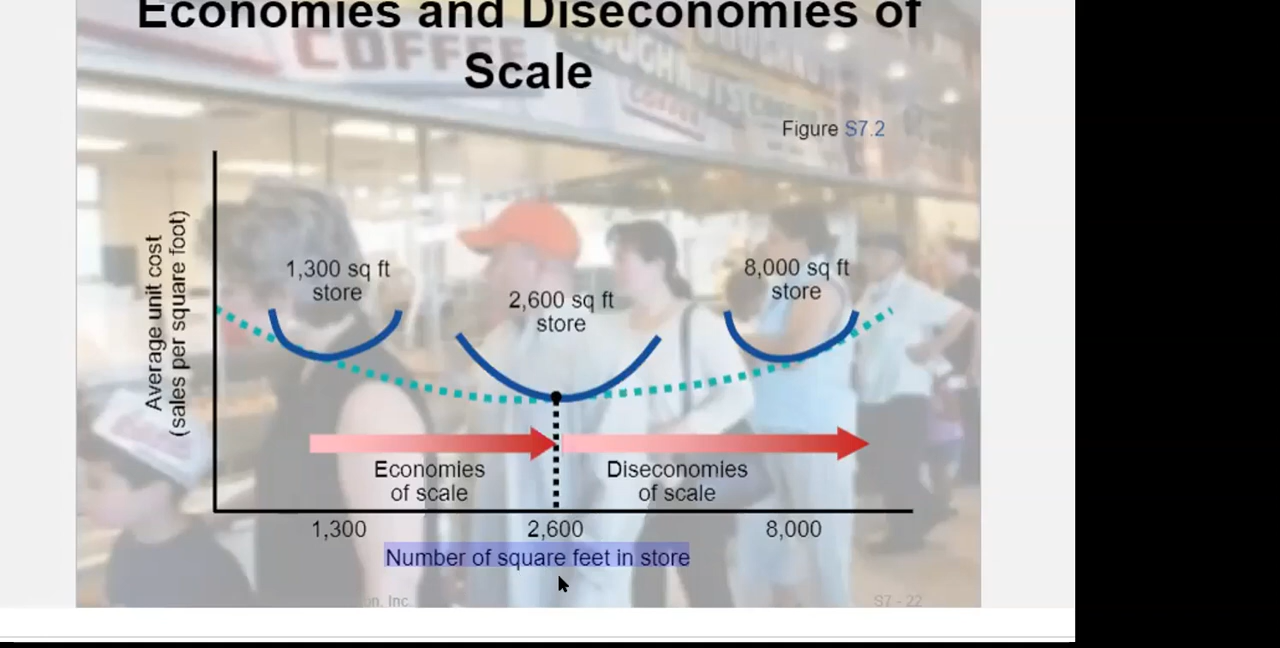 Economies and Diseconomies of
Scale
COFFEE
Figure S7.2
Average unit cost
(sales per square foot)
1,300 sq ft
store
2,600 sq ft
store
8,000 sq ft
store
Economies
of scale
Diseconomies
of scale
1,300
2,600
8,000
Number of square feet in store
Inc.
S7 - 22